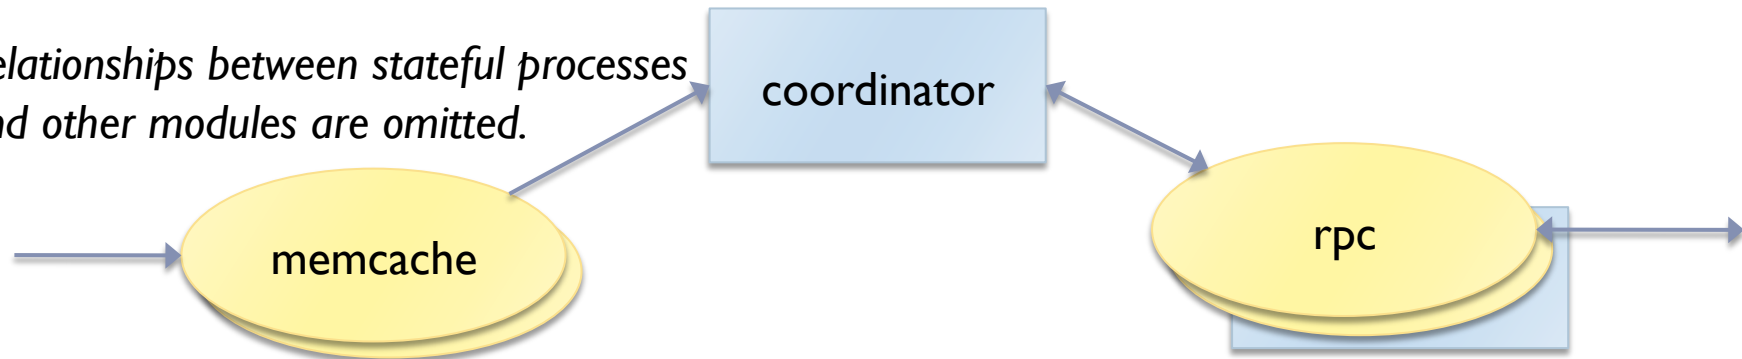 elationships between stateful processes
nd other modules are omitted.
coordinator
memcache
rpc